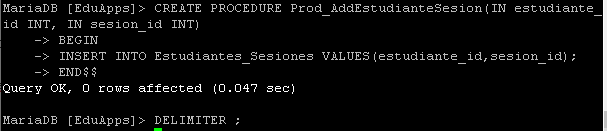 MariaDB [EduApps]> CREATE PROCEDURE Prod_AddEstudianteSesion(IN estudiante_
id INT, IN sesion_id INT)
    -> BEGIN
    -> INSERT INTO Estudiantes_Sesiones VALUES(estudiante_id,sesion_id);
    -> END$$
Query OK, 0 rows affected (0.047 sec)
MariaDB [EduApps]> DELIMITER ;